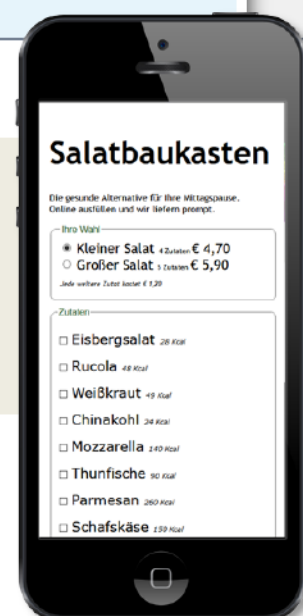 Salatbaukasten
Die gesunde Alternative für Ihre Mittagspause.
Online ausfüllen und wir liefern prompt.
Ihre Wahl
Kleiner Salat 4 Zutaten € 4,70
Großer Salat 5 Zutaten € 5,90
Jede weitere Zutat kostet € 1,20
Zutaten
Eisbergsalat 28 Kcal
Rucola 48 Kcal
Weißkraut 49 Kcal
Chinakohl 24 Kcal
Mozzarella 140 Kcal
Thunfische 90 Kcal
Parmesan 260 Kcal
Schafskäse 150 Kcal